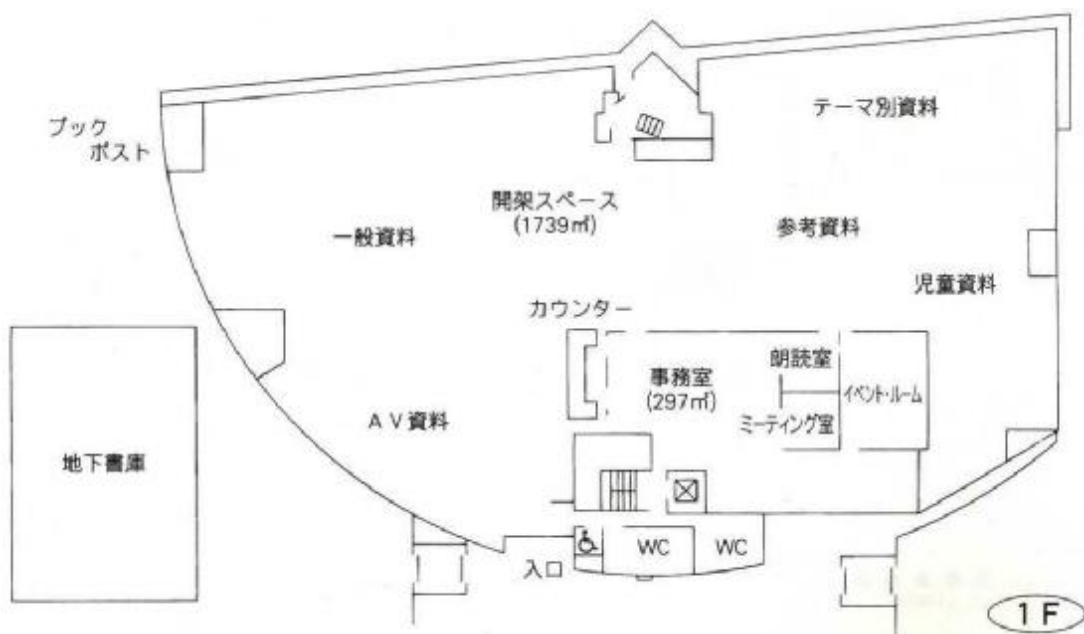 テーマ別資料
ブック
ポスト
開架スペース
(1739㎡)
一般資料
参考資料
児童資料
カウンター
朗読室
事務室
(297㎡)
イベント・ルーム
ミーティング室
AV資料
地下書庫
WC
WC
入口
1F